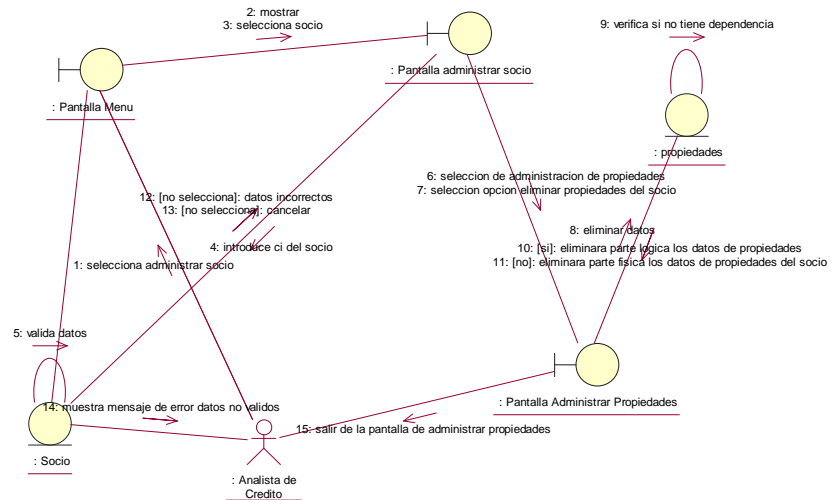 2: mostrar
3: selecciona socio
9: verifica si no tiene dependencia
: Pantalla administrar socio
: Pantalla Menu
: propiedades
6: seleccion de administracion de propiedades
7: seleccion opcion eliminar propiedades del socio
12: [no selecciona]: datos incorrectos
13: [no selecciona]: cancelar
8: eliminar datos
4: introduce ci del socio
10: [si]: eliminara parte logica los datos de propiedades
1: selecciona administrar socio
11: [no]: eliminara parte fisica los datos de propiedades del socio
5: valida datos
: Pantalla Administrar Propiedades
14: muestra mensaje de error datos no validos
15: salir de la pantalla de administrar propiedades
: Socio
: Analista de
Credito